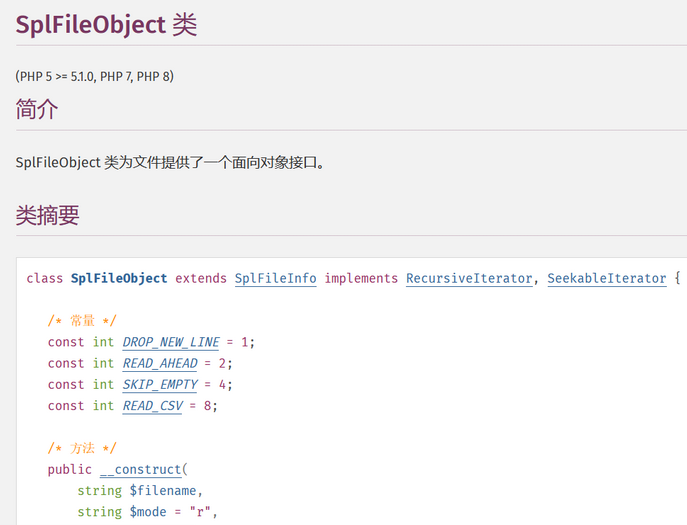 SplFileObject 类
(PHP 5 >= 5.1.0, PHP 7, PHP 8)
简介
SplFileObject 类为文件提供了一个面向对象接口。
类摘要
class SplFileObject extends SplFileInfo implements RecursiveIterator, SeekableIterator {
/* 常量 */
const int DROP_NEW_LINE = 1;
const int READ_AHEAD = 2;
const int SKIP_EMPTY = 4;
const int READ_CSV = 8;
/* 方法 */
public __construct(
string $filename,
string $mode = "r",